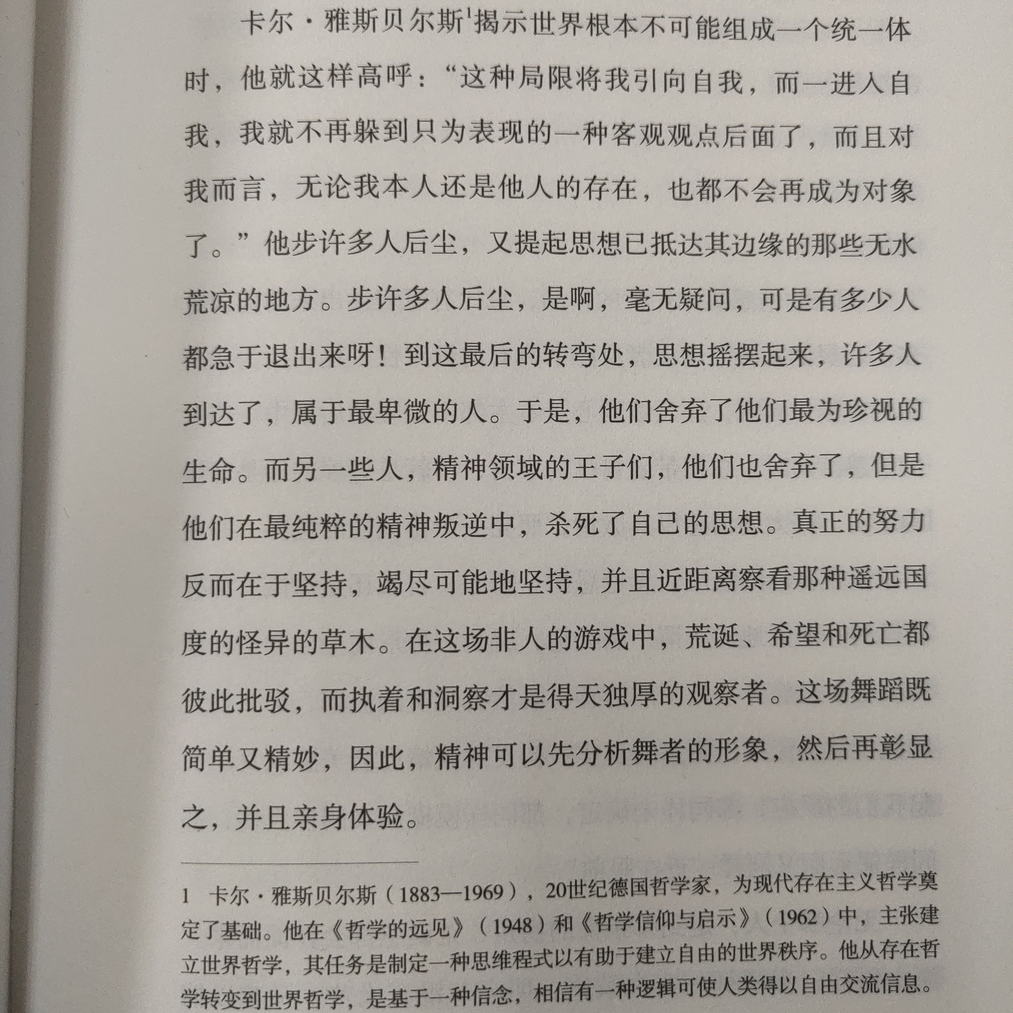 卡尔·雅斯贝尔斯¹揭示世界根本不可能组成一个统一体
时，他就这样高呼：“这种局限将我引向自我，而一进入自
我，我就不再躲到只为表现的一种客观观点后面了，而且对
我而言，无论我本人还是他人的存在，也都不会再成为对象
了。”他步许多人后尘，又提起思想已抵达其边缘的那些无水
荒凉的地方。步许多人后尘，是啊，毫无疑问，可是有多少人
都急于退出来呀！到这最后的转弯处，思想摇摆起来，许多人
到达了，属于最卑微的人。于是，他们舍弃了他们最为珍视的
生命。而另一些人，精神领域的王子们，他们也舍弃了，但是
他们在最纯粹的精神叛逆中，杀死了自己的思想。真正的努力
反而在于坚持，竭尽可能地坚持，并且近距离察看那种遥远国
度的怪异的草木。在这场非人的游戏中，荒诞、希望和死亡都
彼此批驳，而执着和洞察才是得天独厚的观察者。这场舞蹈既
简单又精妙，因此，精神可以先分析舞者的形象，然后再彰显
之，并且亲身体验。
1 卡尔·雅斯贝尔斯（1883—1969），20世纪德国哲学家，为现代存在主义哲学奠
定了基础。他在《哲学的远见》（1948）和《哲学信仰与启示》（1962）中，主张建
立世界哲学，其任务是制定一种思维程式以有助于建立自由的世界秩序。他从存在哲
学转变到世界哲学，是基于一种信念，相信有一种逻辑可使人类得以自由交流信息。